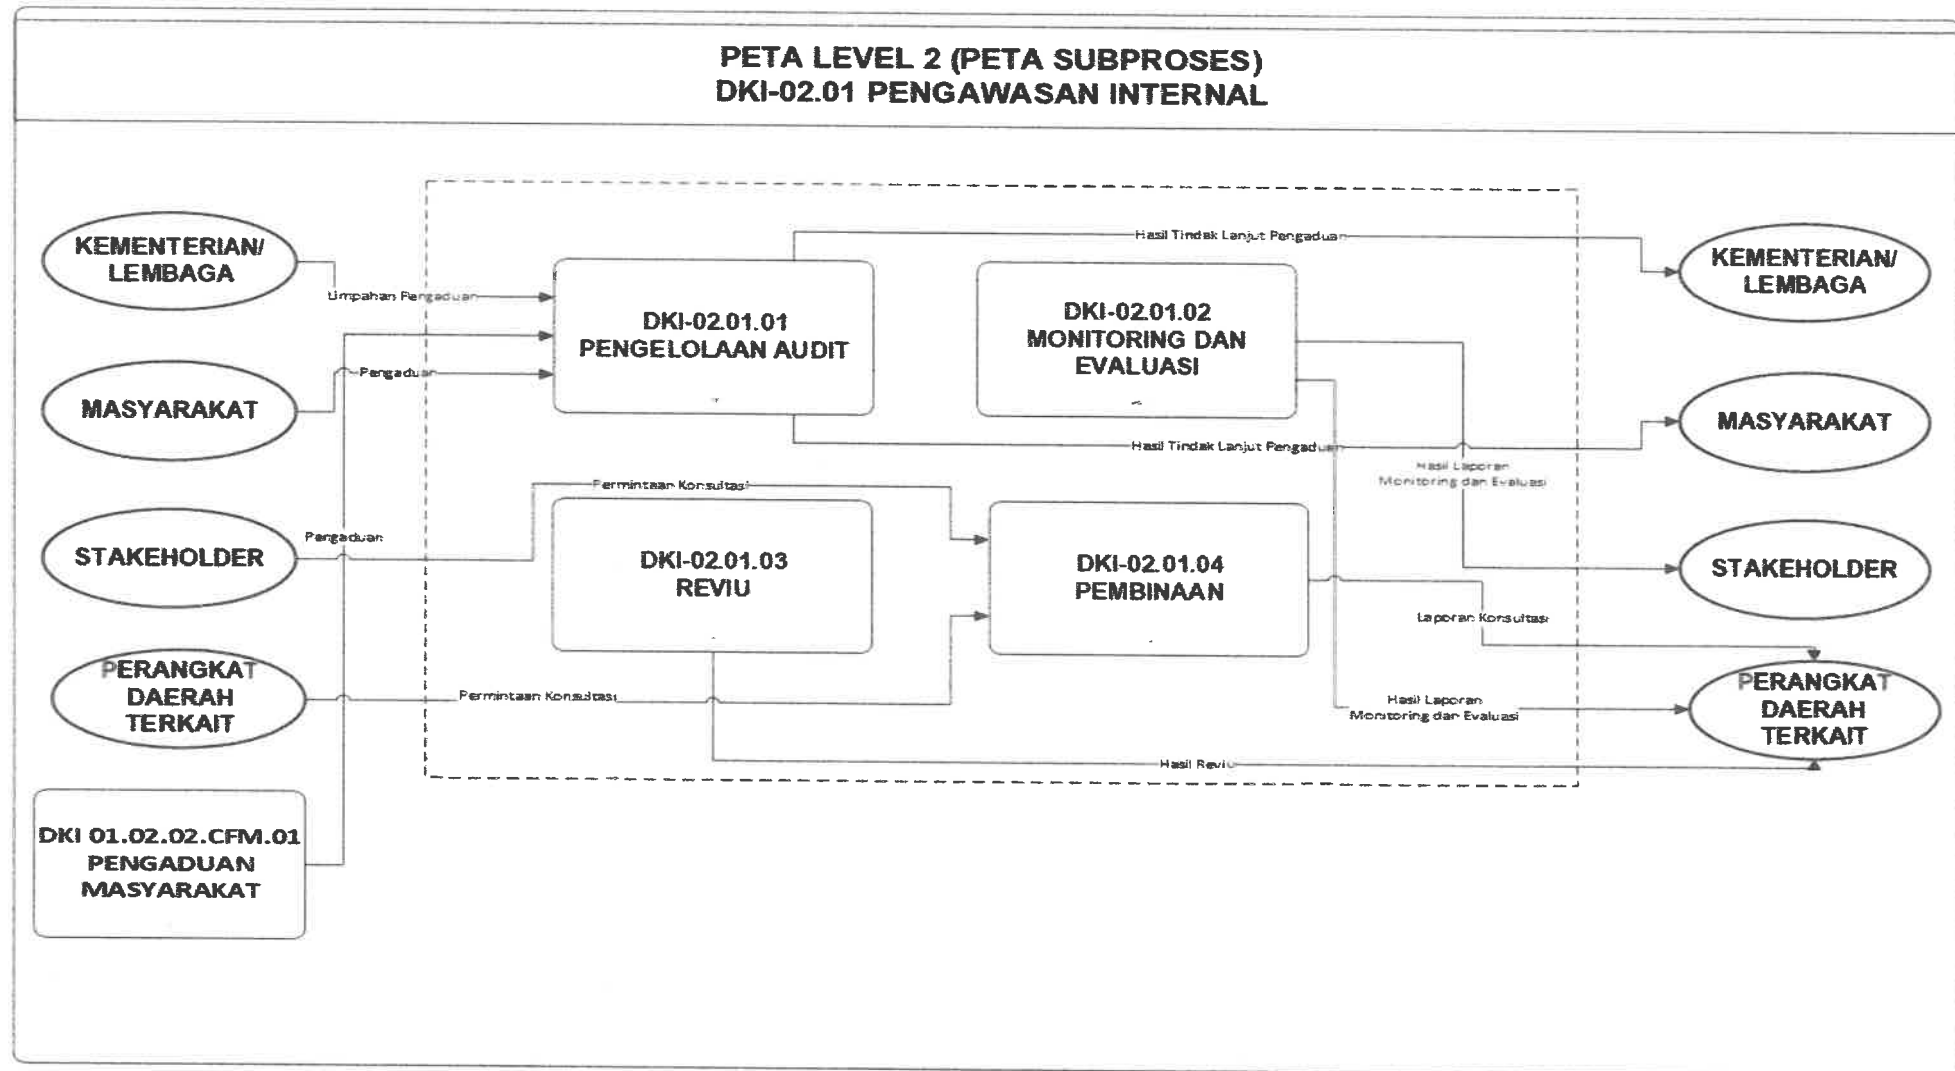 PETA LEVEL 2 (PETA SUBPROSES)
DKI-02.01 PENGAWASAN INTERNAL
KEMENTERIAN/
LEMBAGA
Limpahan Pengaduan
MASYARAKAT
Pengaduan
STAKEHOLDER
Pengaduan
PERANGKAT
DAERAH
TERKAIT
Permintaan Konsultasi
DKI 01.02.02.CFM.01
PENGADUAN
MASYARAKAT
DKI-02.01.01
PENGELOLAAN AUDIT
DKI-02.01.02
MONITORING DAN
EVALUASI
Permintaan Konsultasi
DKI-02.01.03
REVIU
DKI-02.01.04
PEMBINAAN
Hasil Tindak Lanjut Pengaduan
Hasil Tindak Lanjut Pengaduan
Hasil Laporan
Monitoring dan Evaluasi
Laporan Konsultasi
Hasil Laporan
Monitoring dan Evaluasi
Hasil Reviu
KEMENTERIAN/
LEMBAGA
MASYARAKAT
STAKEHOLDER
PERANGKAT
DAERAH
TERKAIT